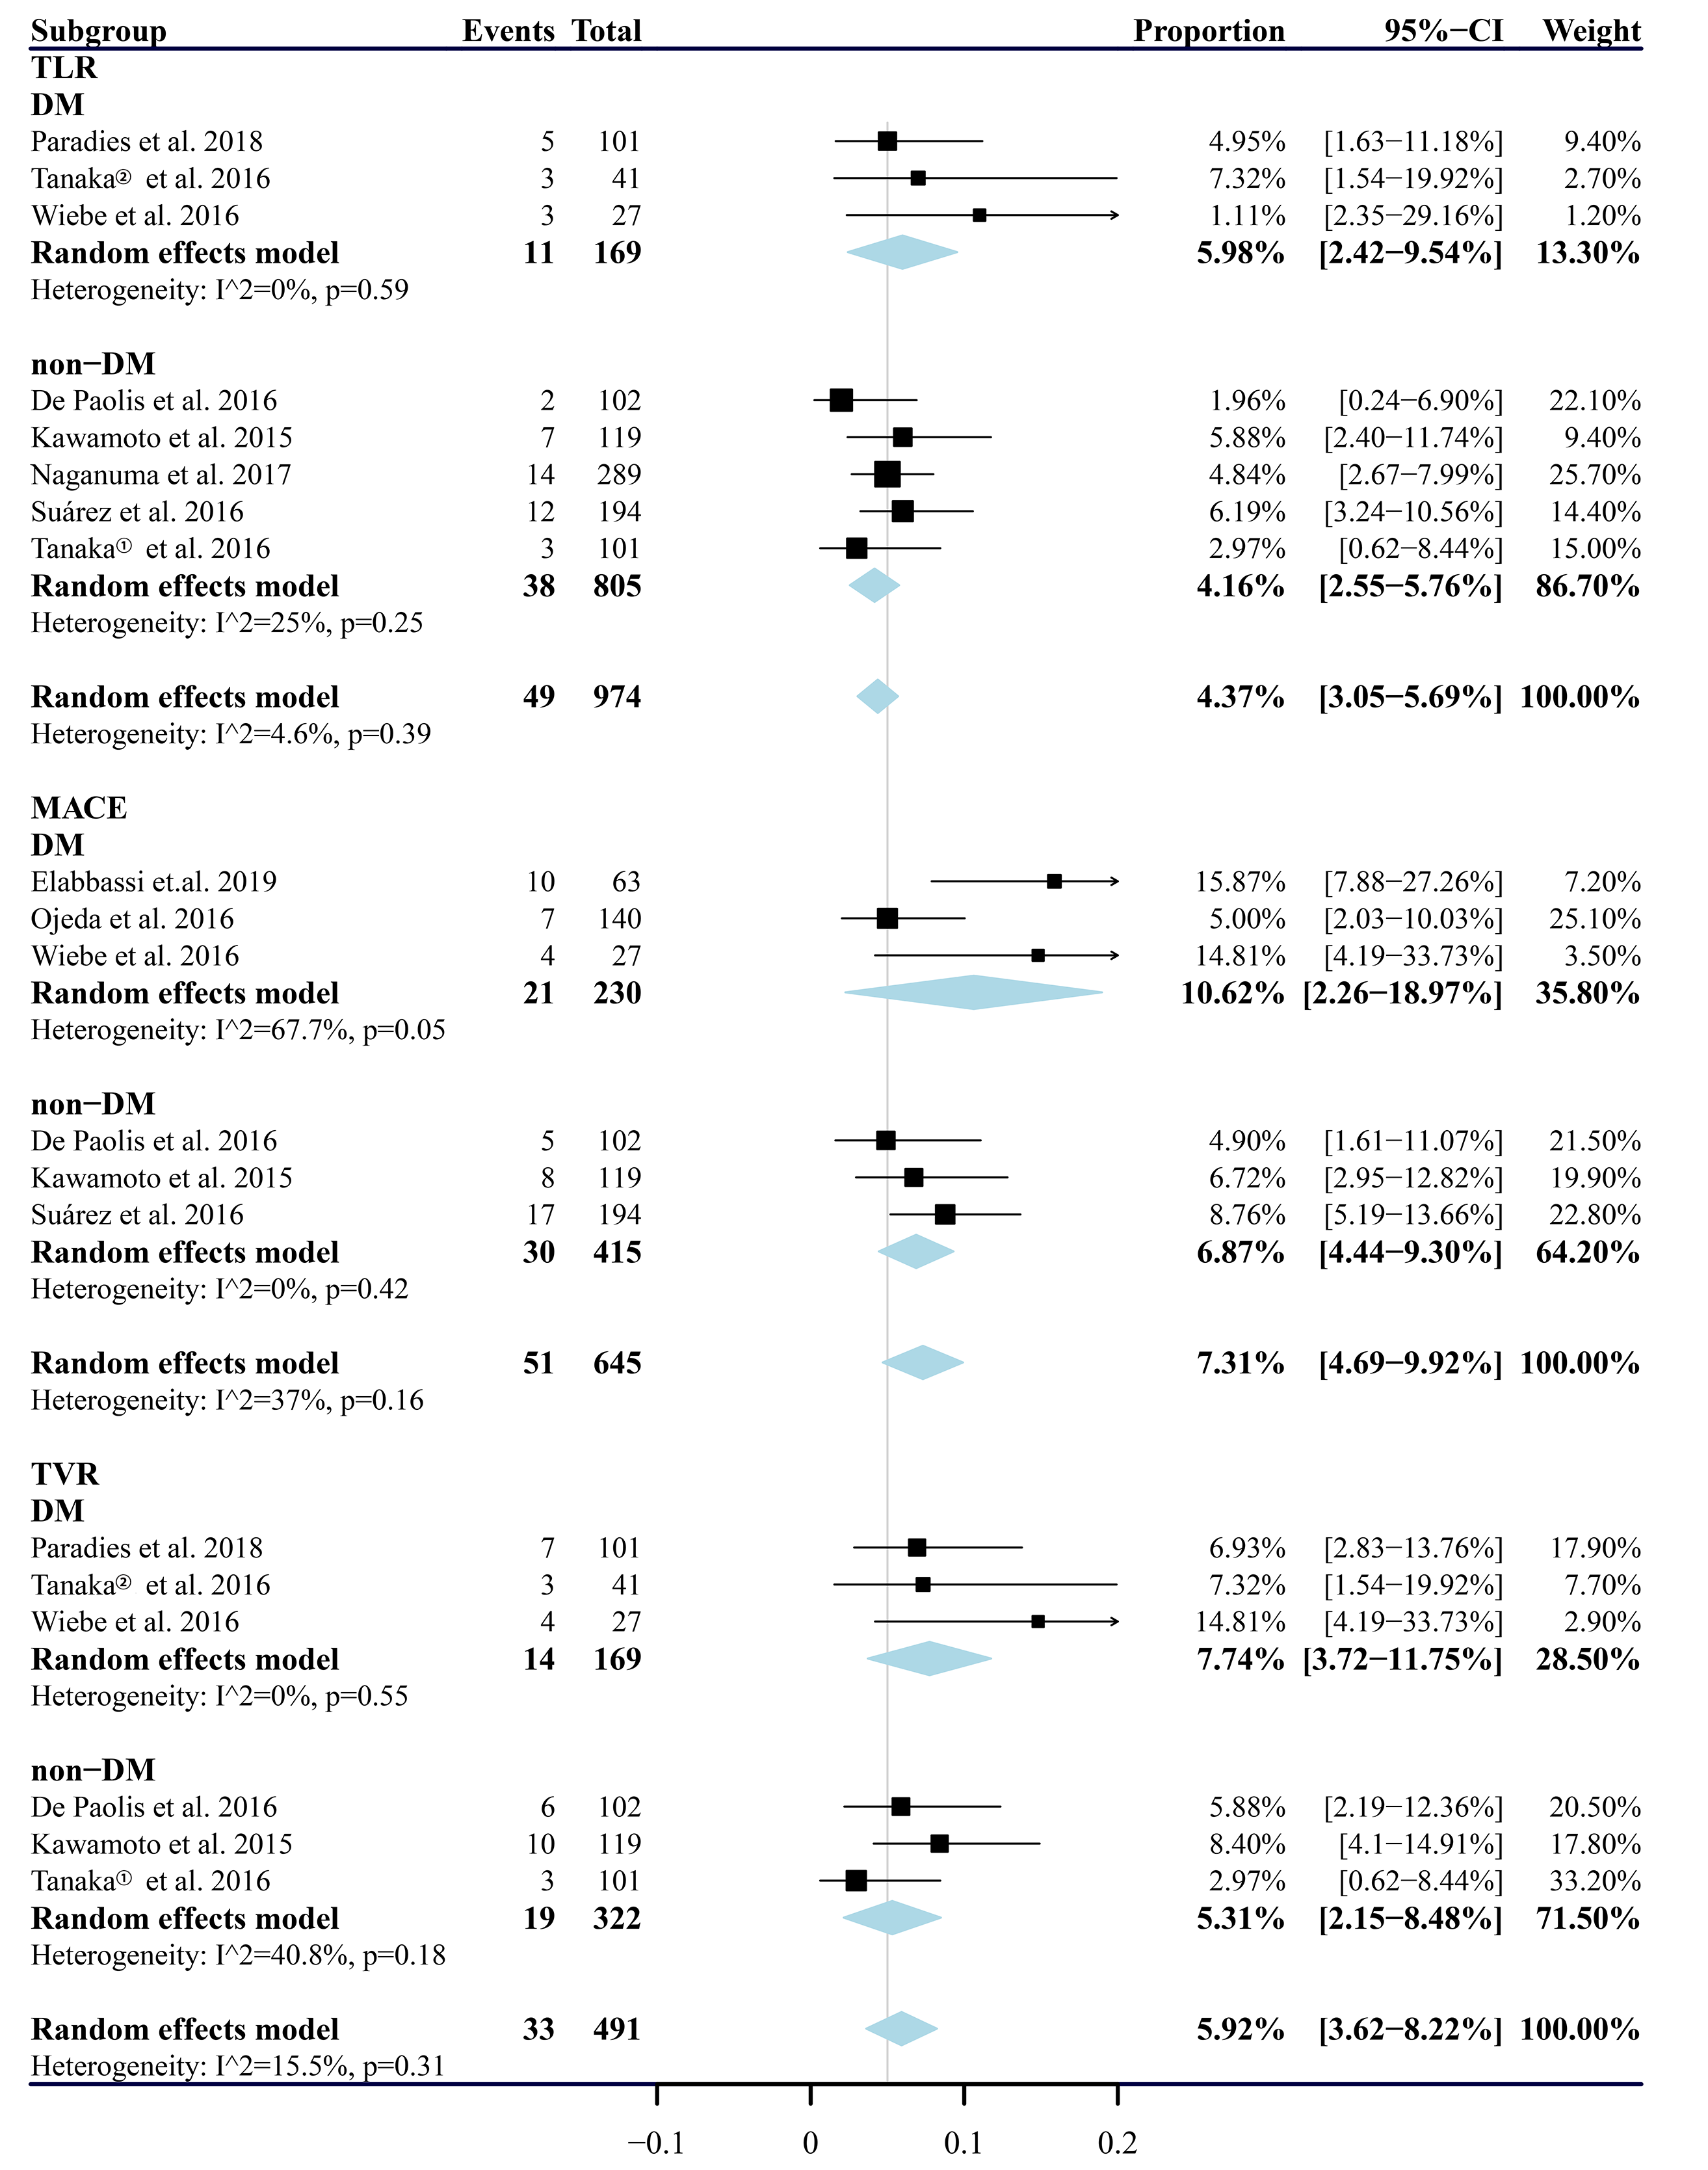 Subgroup Events Total Proportion 95%−CI Weight
TLR
DM
Paradies et al. 2018 5 101 4.95% [1.63−11.18%] 9.40%
Tanaka② et al. 2016 3 41 7.32% [1.54−19.92%] 2.70%
Wiebe et al. 2016 3 27 1.11% [2.35−29.16%] 1.20%
Random effects model 11 169 5.98% [2.42−9.54%] 13.30%
Heterogeneity: I^2=0%, p=0.59
non−DM
De Paolis et al. 2016 2 102 1.96% [0.24−6.90%] 22.10%
Kawamoto et al. 2015 7 119 5.88% [2.40−11.74%] 9.40%
Naganuma et al. 2017 14 289 4.84% [2.67−7.99%] 25.70%
Suárez et al. 2016 12 194 6.19% [3.24−10.56%] 14.40%
Tanaka① et al. 2016 3 101 2.97% [0.62−8.44%] 15.00%
Random effects model 38 805 4.16% [2.55−5.76%] 86.70%
Heterogeneity: I^2=25%, p=0.25
Random effects model 49 974 4.37% [3.05−5.69%] 100.00%
Heterogeneity: I^2=4.6%, p=0.39
MACE
DM
Elabbassi et.al. 2019 10 63 15.87% [7.88−27.26%] 7.20%
Ojeda et al. 2016 7 140 5.00% [2.03−10.03%] 25.10%
Wiebe et al. 2016 4 27 14.81% [4.19−33.73%] 3.50%
Random effects model 21 230 10.62% [2.26−18.97%] 35.80%
Heterogeneity: I^2=67.7%, p=0.05
non−DM
De Paolis et al. 2016 5 102 4.90% [1.61−11.07%] 21.50%
Kawamoto et al. 2015 8 119 6.72% [2.95−12.82%] 19.90%
Suárez et al. 2016 17 194 8.76% [5.19−13.66%] 22.80%
Random effects model 30 415 6.87% [4.44−9.30%] 64.20%
Heterogeneity: I^2=0%, p=0.42
Random effects model 51 645 7.31% [4.69−9.92%] 100.00%
Heterogeneity: I^2=37%, p=0.16
TVR
DM
Paradies et al. 2018 7 101 6.93% [2.83−13.76%] 17.90%
Tanaka② et al. 2016 3 41 7.32% [1.54−19.92%] 7.70%
Wiebe et al. 2016 4 27 14.81% [4.19−33.73%] 2.90%
Random effects model 14 169 7.74% [3.72−11.75%] 28.50%
Heterogeneity: I^2=0%, p=0.55
non−DM
De Paolis et al. 2016 6 102 5.88% [2.19−12.36%] 20.50%
Kawamoto et al. 2015 10 119 8.40% [4.1−14.91%] 17.80%
Tanaka① et al. 2016 3 101 2.97% [0.62−8.44%] 33.20%
Random effects model 19 322 5.31% [2.15−8.48%] 71.50%
Heterogeneity: I^2=40.8%, p=0.18
Random effects model 33 491 5.92% [3.62−8.22%] 100.00%
Heterogeneity: I^2=15.5%, p=0.31
−0.1 0 0.1 0.2